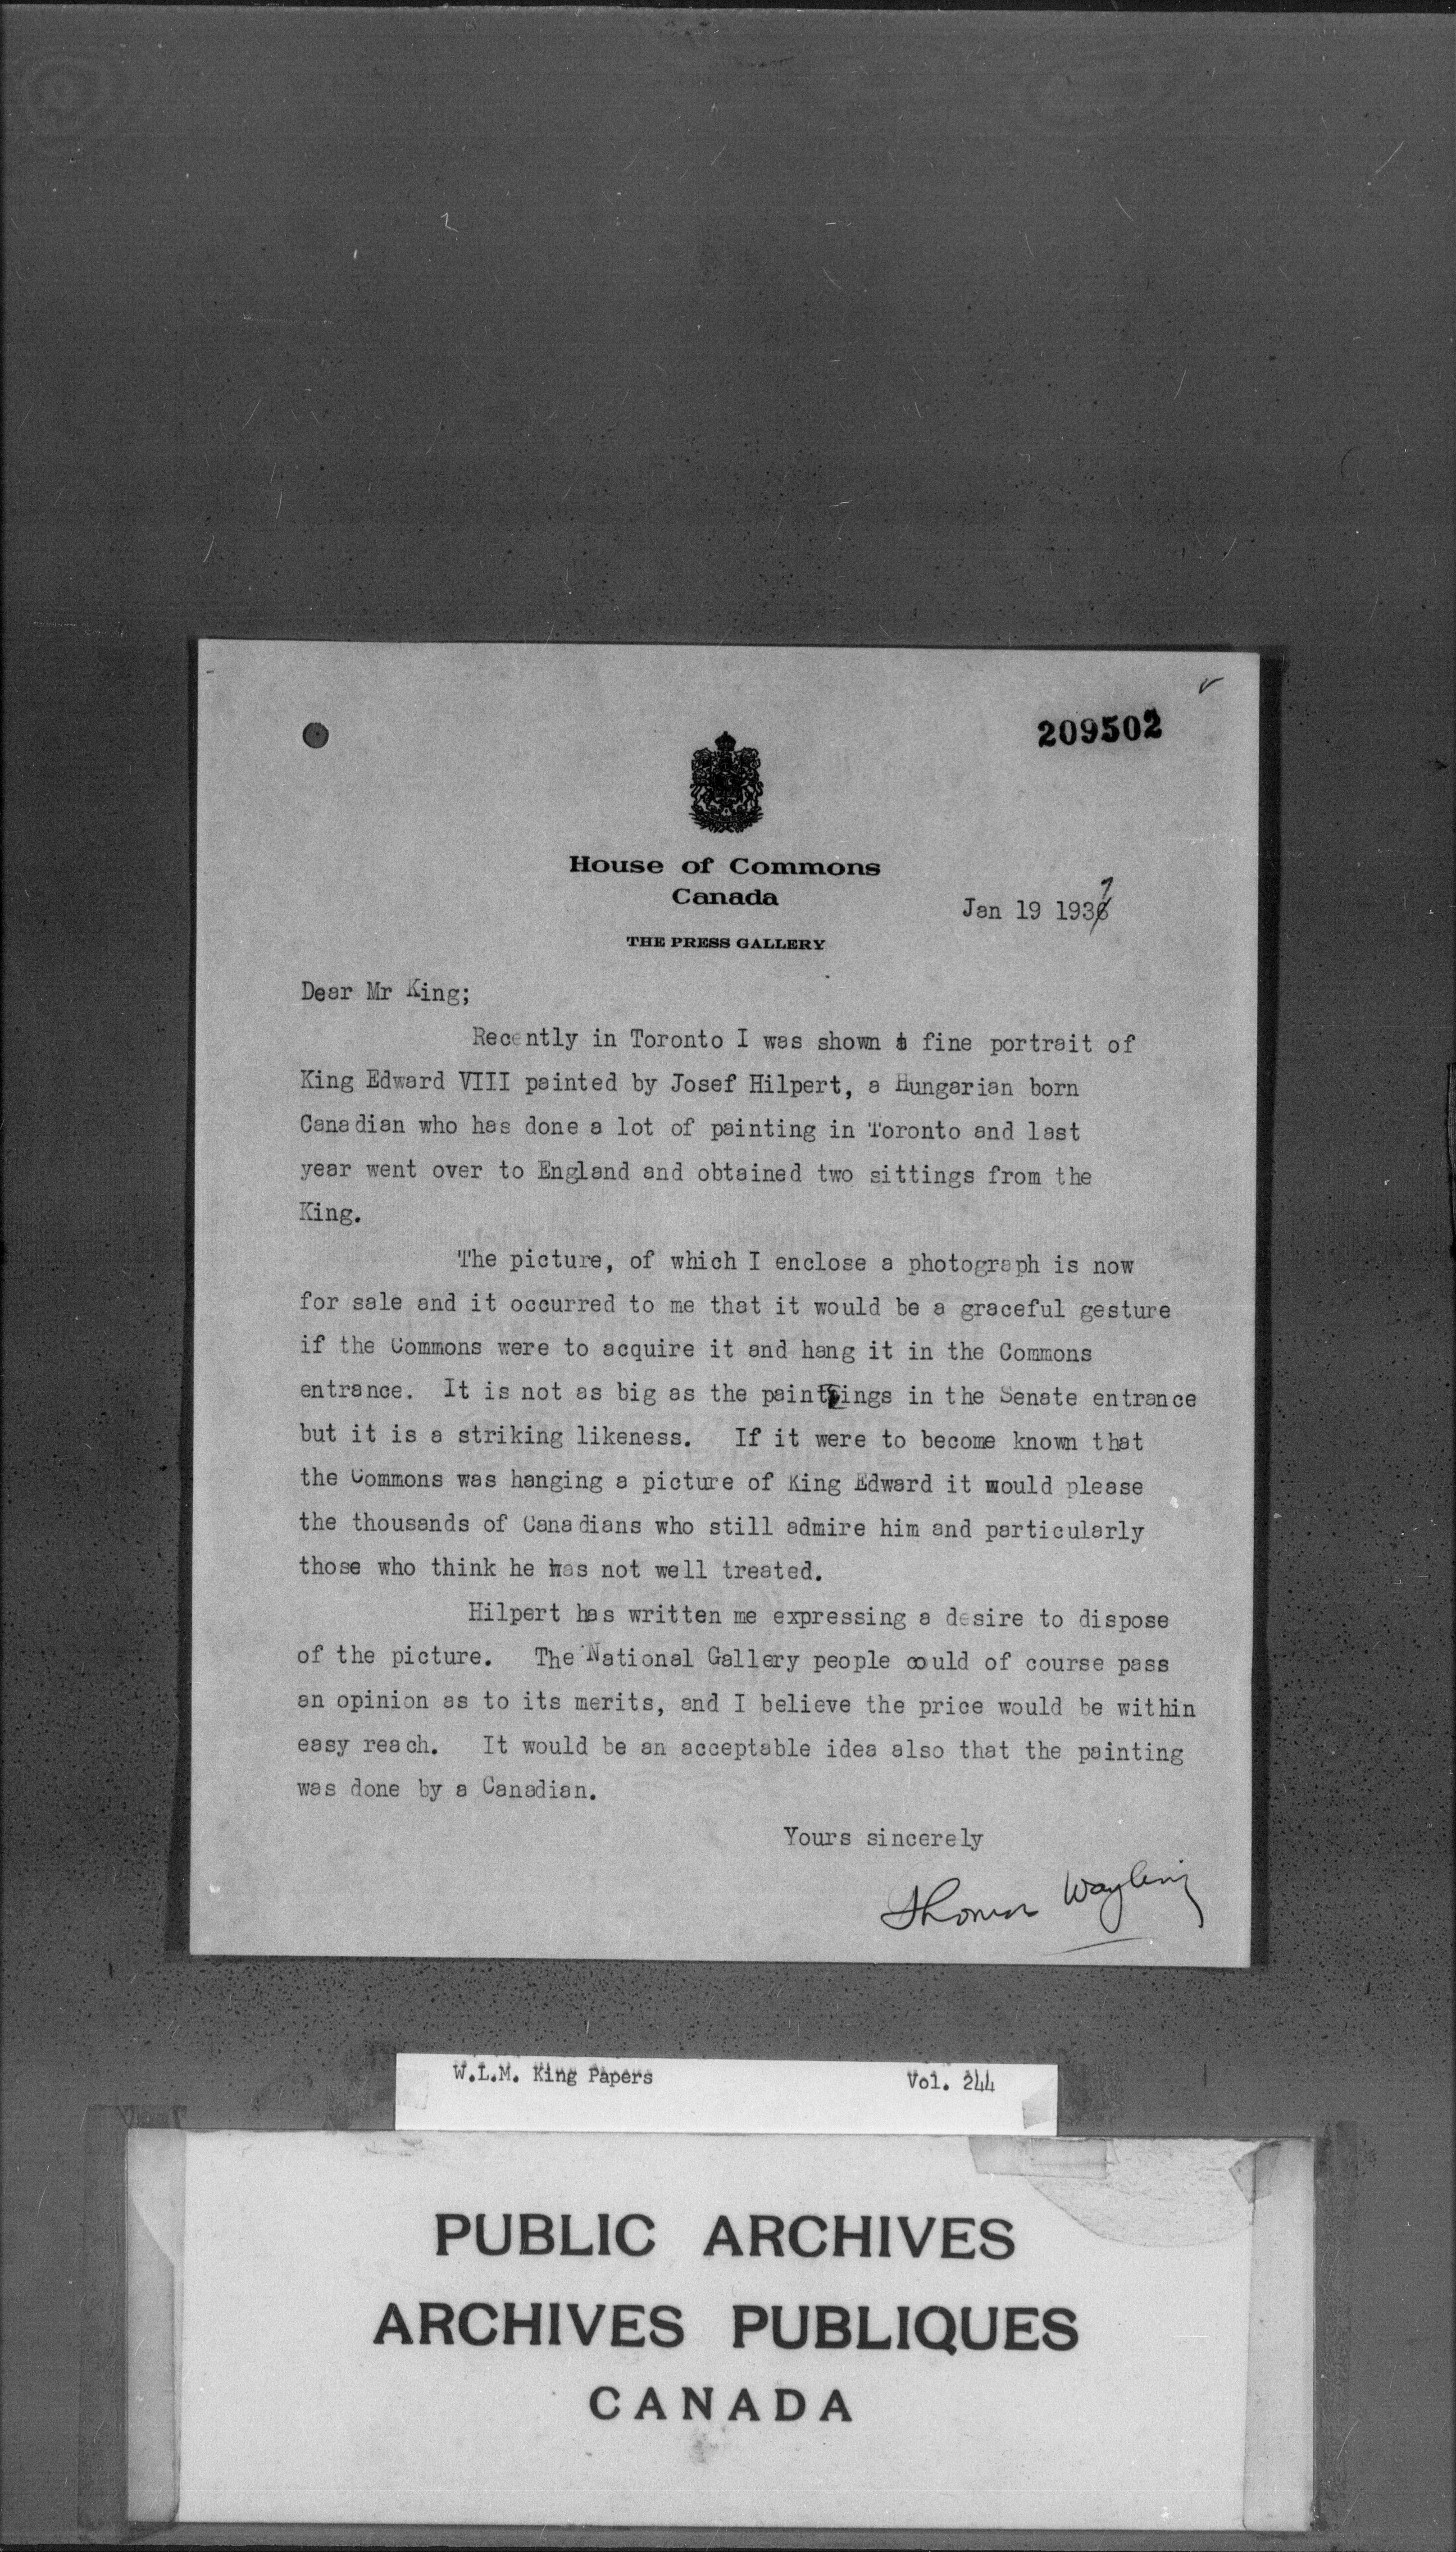 209502
House of Commons
Canada
THE PRESS GALLERY
Jan 19 1937
Dear Mr King;
Recently in Toronto I was shown a fine portrait of
King Edward VIII painted by Josef Hilpert, a Hungarian born
Canadian who has done a lot of painting in Toronto and last
year went over to England and obtained two sittings from the
King.
The picture, of which I enclose a photograph is now
for sale and it occurred to me that it would be a graceful gesture
if the Commons were to acquire it and hang it in the Commons
entrance. It is not as big as the paintings in the Senate entrance
but it is a striking likeness. If it were to become known that
the Commons was hanging a picture of King Edward it would please
the thousands of Canadians who still admire him and particularly
those who think he was not well treated.
Hilpert has written me expressing a desire to dispose
of the picture. The National Gallery people could of course pass
an opinion as to its merits, and I believe the price would be within
easy reach. It would be an acceptable idea also that the painting
was done by a Canadian.
Yours sincerely
Thomas Wayling
W.L.M. King Papers Vol. 244
PUBLIC ARCHIVES
ARCHIVES PUBLIQUES
CANADA